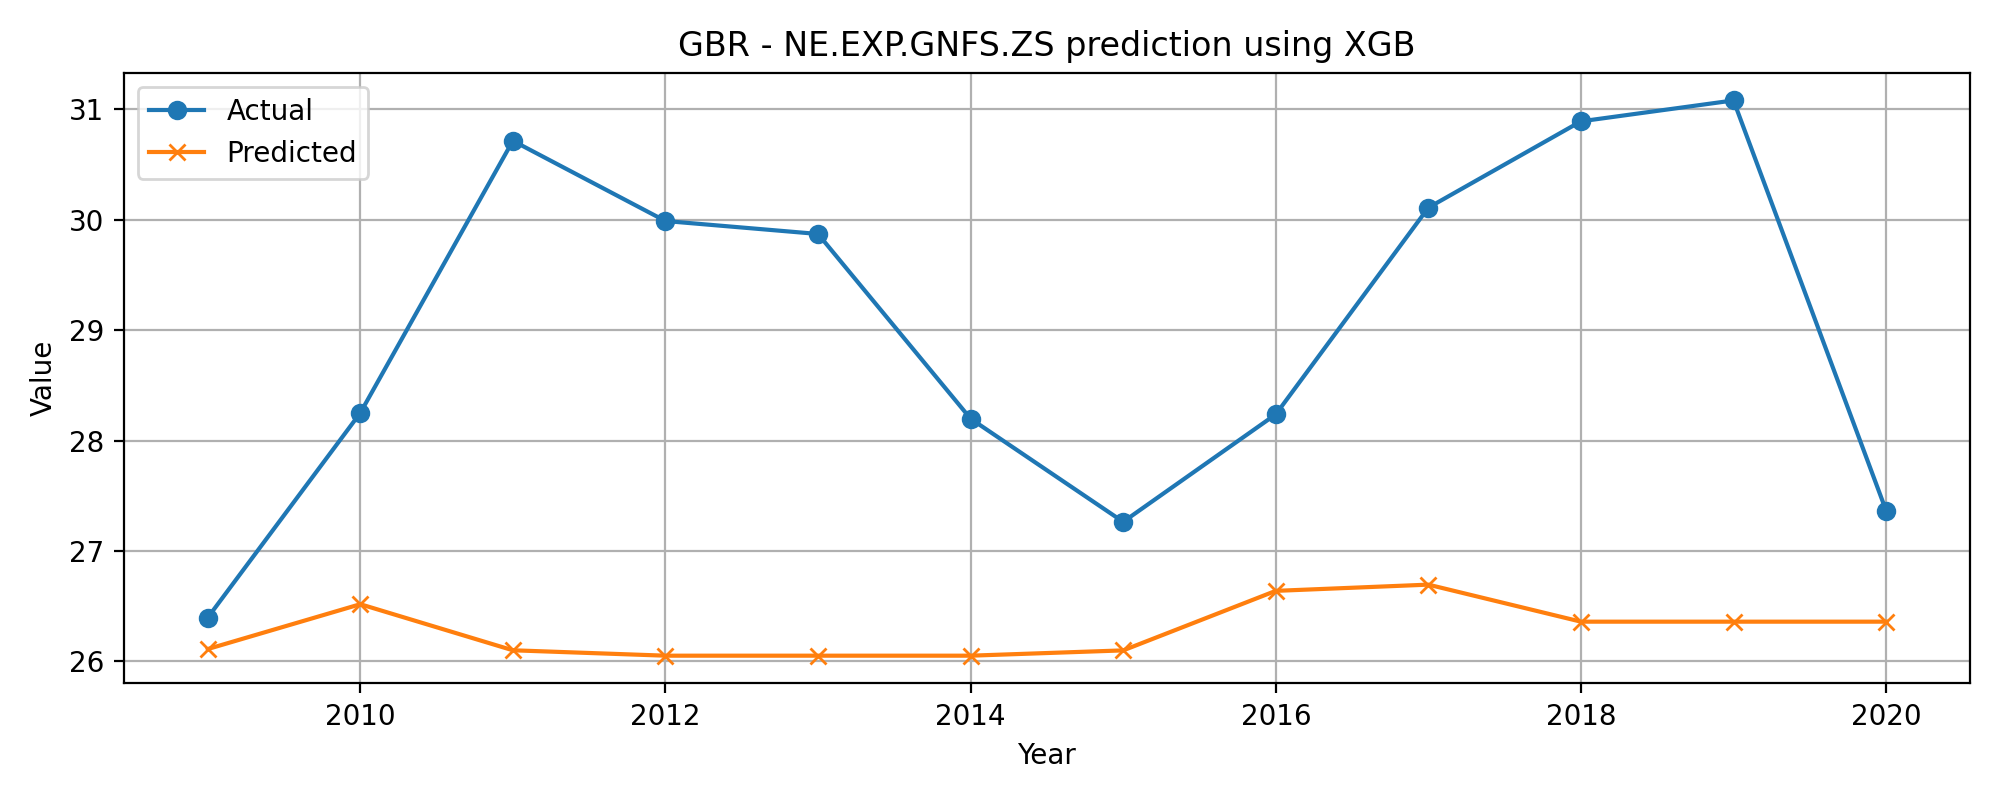 GBR - NE.EXP.GNFS.ZS prediction using XGB
Actual
Predicted
31
30
29
28
27
26
Value
2010 2012 2014 2016 2018 2020
Year